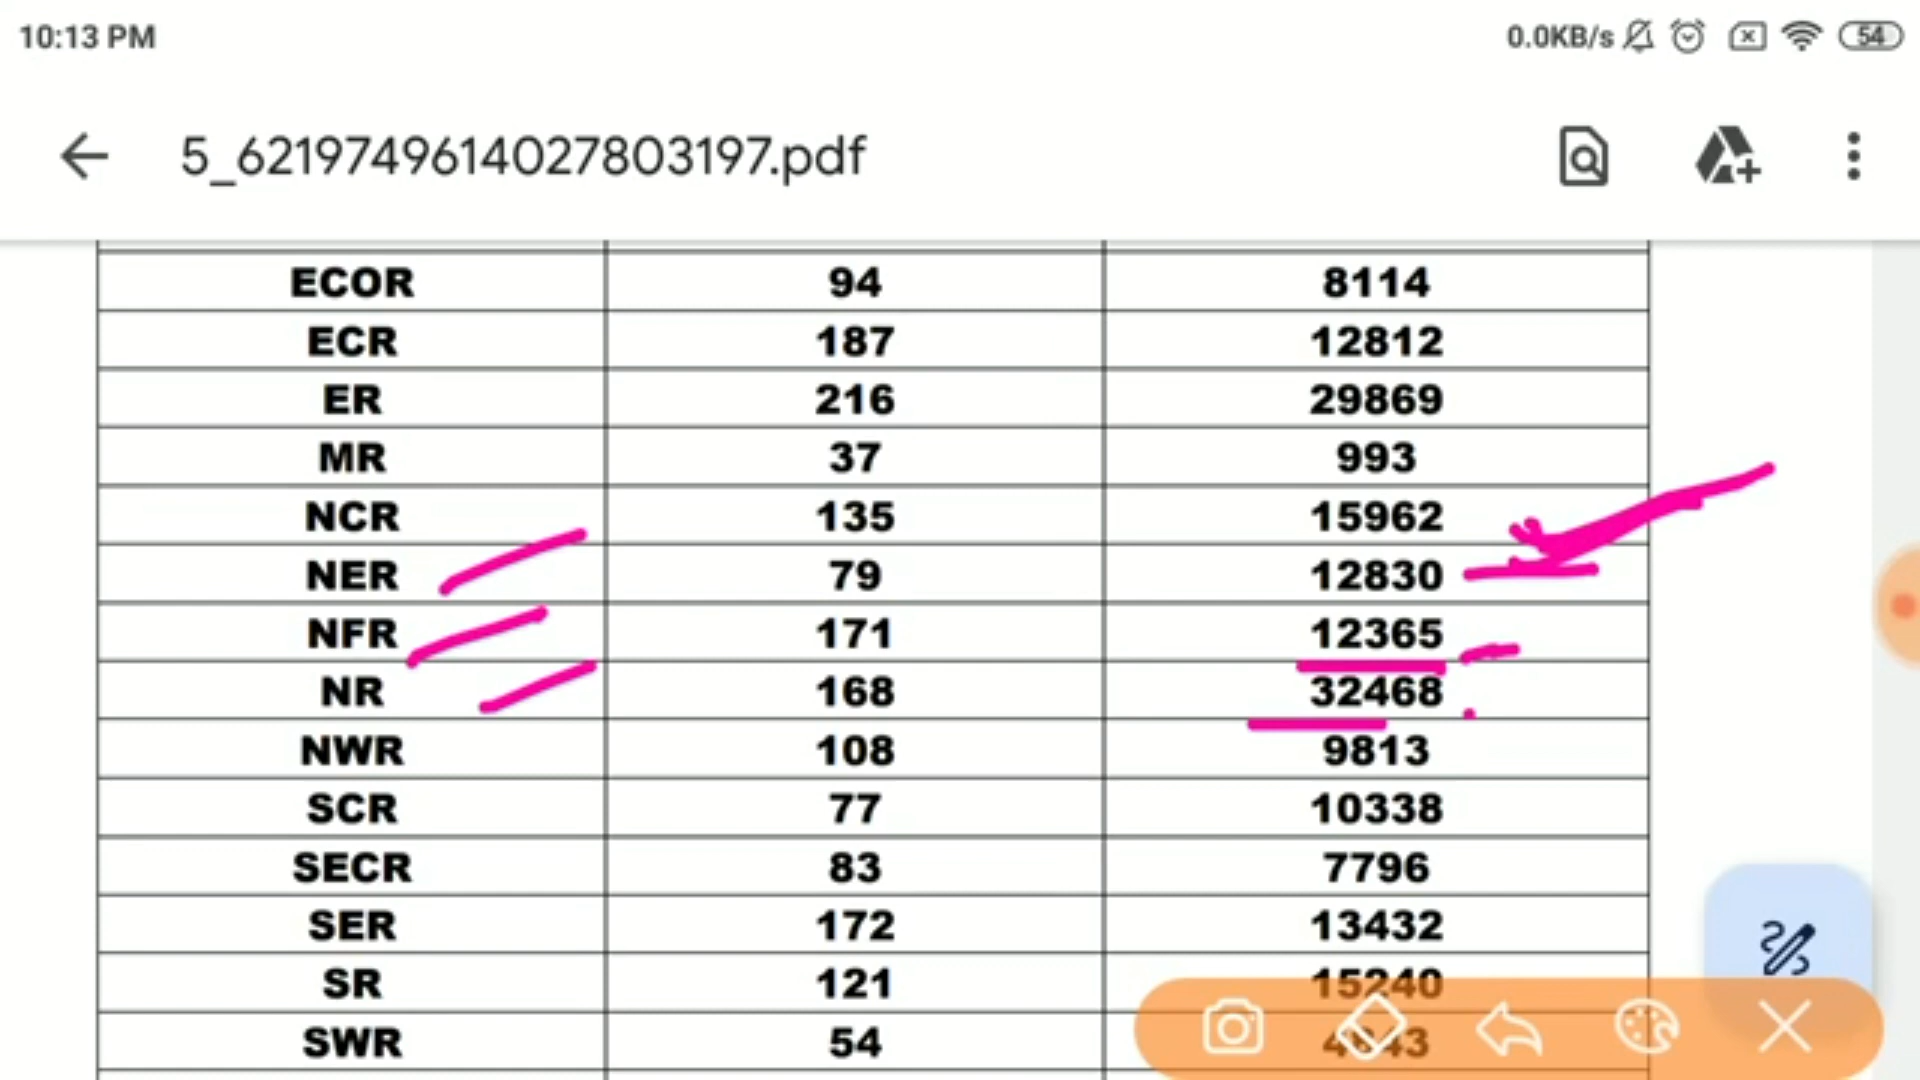 10:13 PM 0.0KB/s 54
5_6219749614027803197.pdf
ECOR 94 8114
ECR 187 12812
ER 216 29869
MR 37 993
NCR 135 15962
NER 79 12830
NFR 171 12365
NR 168 32468
NWR 108 9813
SCR 77 10338
SECR 83 7796
SER 172 13432
SR 121 15240
SWR 54